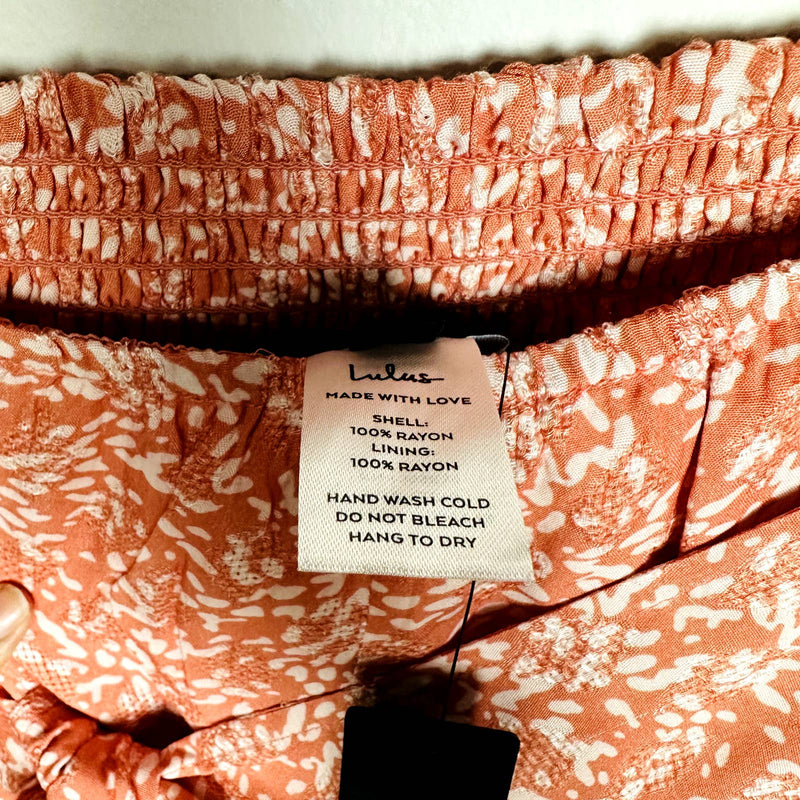 Lulus
MADE WITH LOVE
SHELL:
100% RAYON
LINING:
100% RAYON
HAND WASH COLD
DO NOT BLEACH
HANG TO DRY